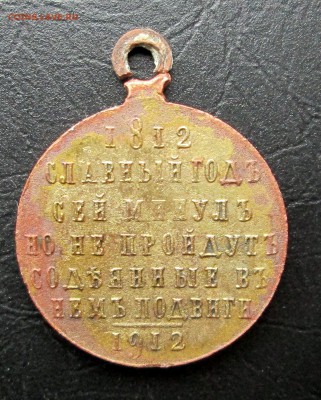 1812
СЛАВНЫЙ ГОДЪ
СЕЙ МИНУЛЪ
НО НЕ ПРОЙДУТЪ
СОДѢЯННЫЕ ВЪ
НЕМЪ ПОДВИГИ
1912